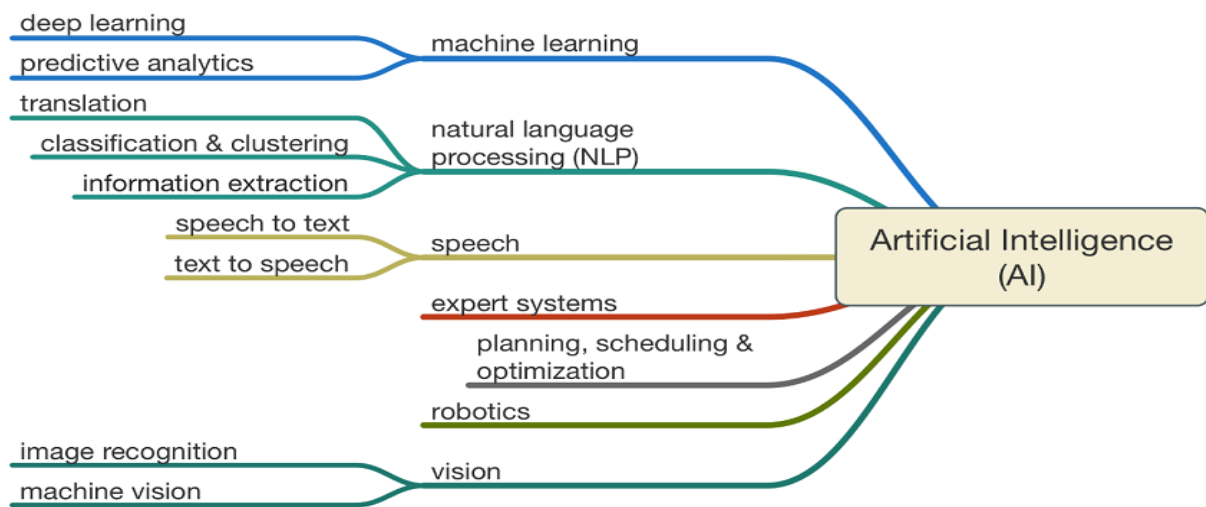 deep learning
predictive analytics
machine learning
translation
classification & clustering
information extraction
natural language
processing (NLP)
speech to text
text to speech
speech
expert systems
planning, scheduling &
optimization
robotics
image recognition
machine vision
vision
Artificial Intelligence
(AI)